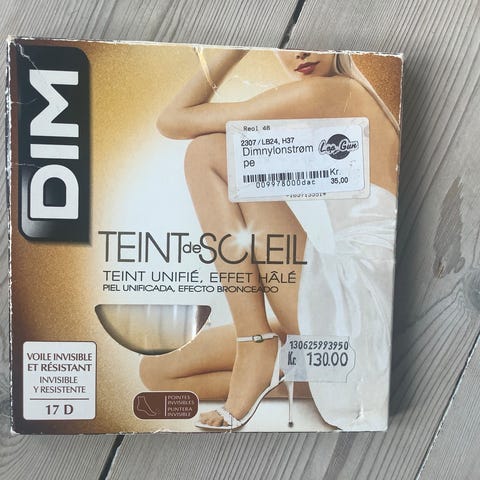 DIM
Reol 48
2307/LB24, H37
Dimnylonstrøm
pe
Kr.
009978000dac
35,00
TEINT de SOLEIL
TEINT UNIFIÉ, EFFET HÂLÉ
PIEL UNIFICADA, EFECTO BRONCEADO
130625993950
Kr. 130.00
VOILE INVISIBLE
ET RÉSISTANT
INVISIBLE
Y RESISTENTE
17 D
POINTES
INVISIBLES
PUNTERA
INVISIBLE